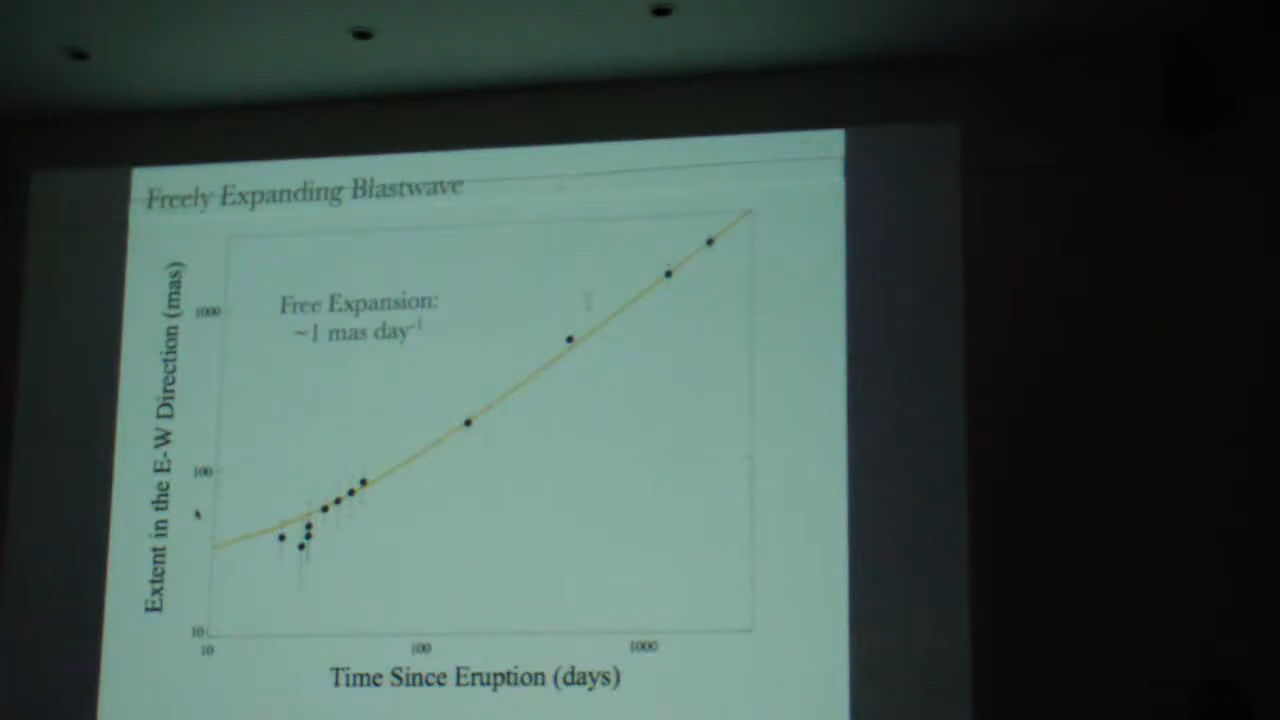 Freely Expanding Blastwave
Free Expansion:
~1 mas day⁻¹
Extent in the E-W Direction (mas)
1000
100
10
10
100
1000
Time Since Eruption (days)